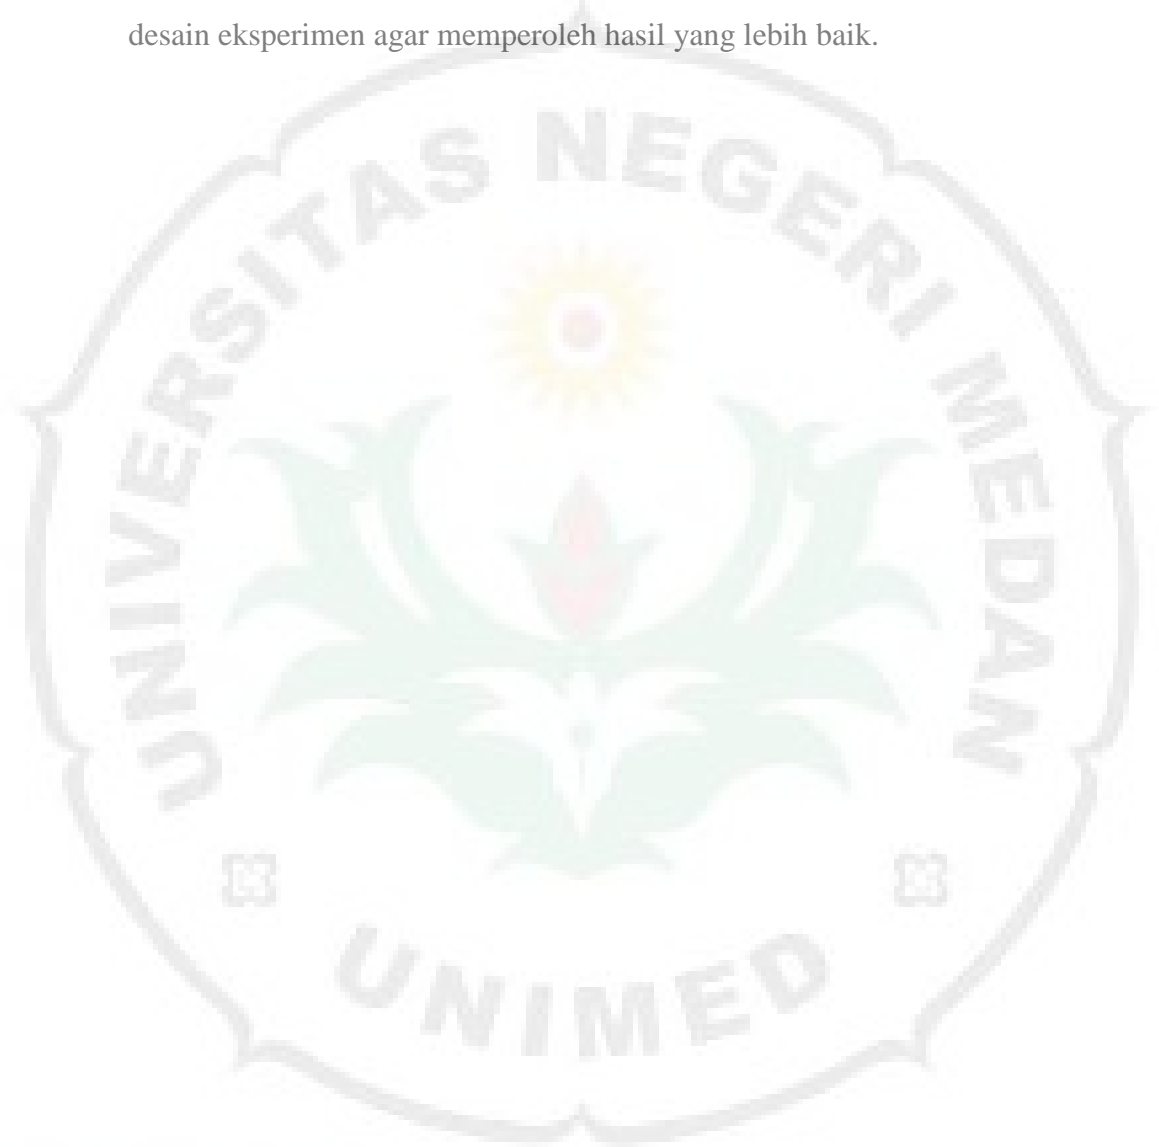 desain eksperimen agar memperoleh hasil yang lebih baik.
UNIVERSITAS NEGERI MEDAN
UNIMED